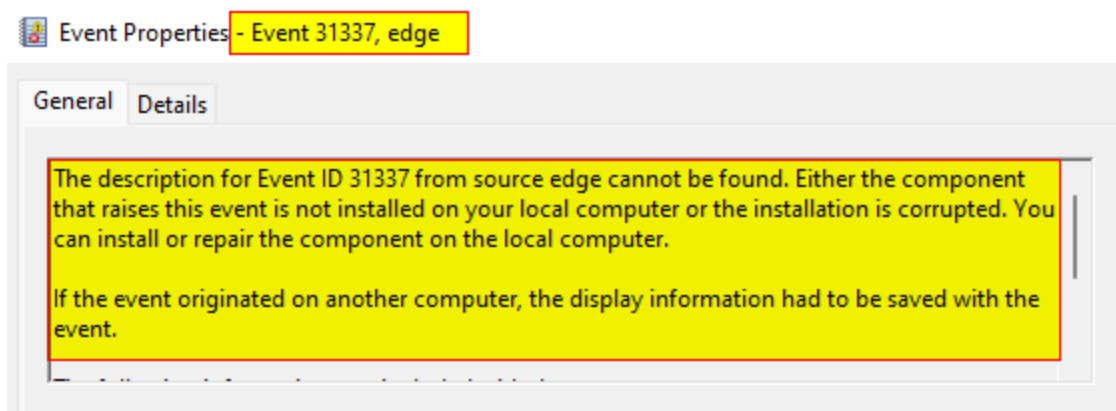 Event Properties - Event 31337, edge
General Details
The description for Event ID 31337 from source edge cannot be found. Either the component
that raises this event is not installed on your local computer or the installation is corrupted. You
can install or repair the component on the local computer.
If the event originated on another computer, the display information had to be saved with the
event.